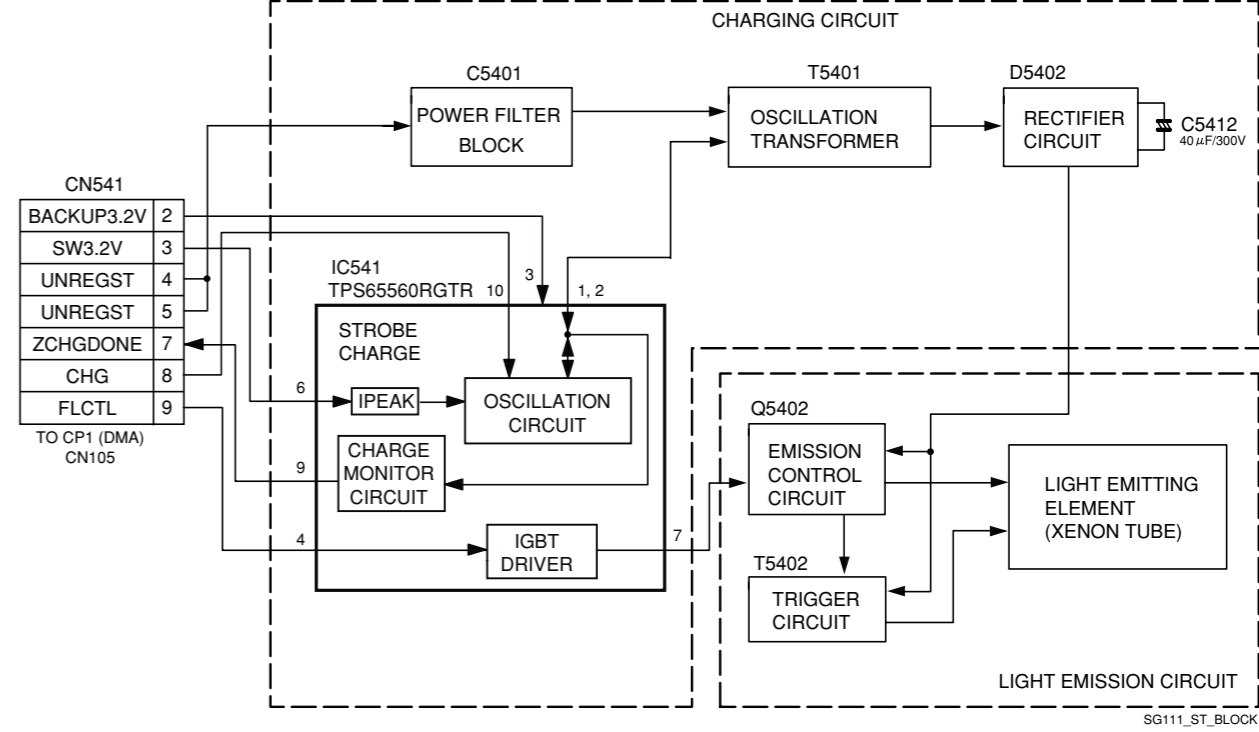 CHARGING CIRCUIT
C5401
POWER FILTER
BLOCK
T5401
OSCILLATION
TRANSFORMER
D5402
RECTIFIER
CIRCUIT
C5412
40 µF/300V
CN541
BACKUP3.2V 2
SW3.2V 3
UNREGST 4
UNREGST 5
ZCHGDONE 7
CHG 8
FLCTL 9
TO CP1 (DMA)
CN105
IC541
TPS65560RGTR
10
3
1, 2
STROBE
CHARGE
6
IPEAK
OSCILLATION
CIRCUIT
9
CHARGE
MONITOR
CIRCUIT
4
IGBT
DRIVER
7
Q5402
EMISSION
CONTROL
CIRCUIT
T5402
TRIGGER
CIRCUIT
LIGHT EMITTING
ELEMENT
(XENON TUBE)
LIGHT EMISSION CIRCUIT
SG111_ST_BLOCK